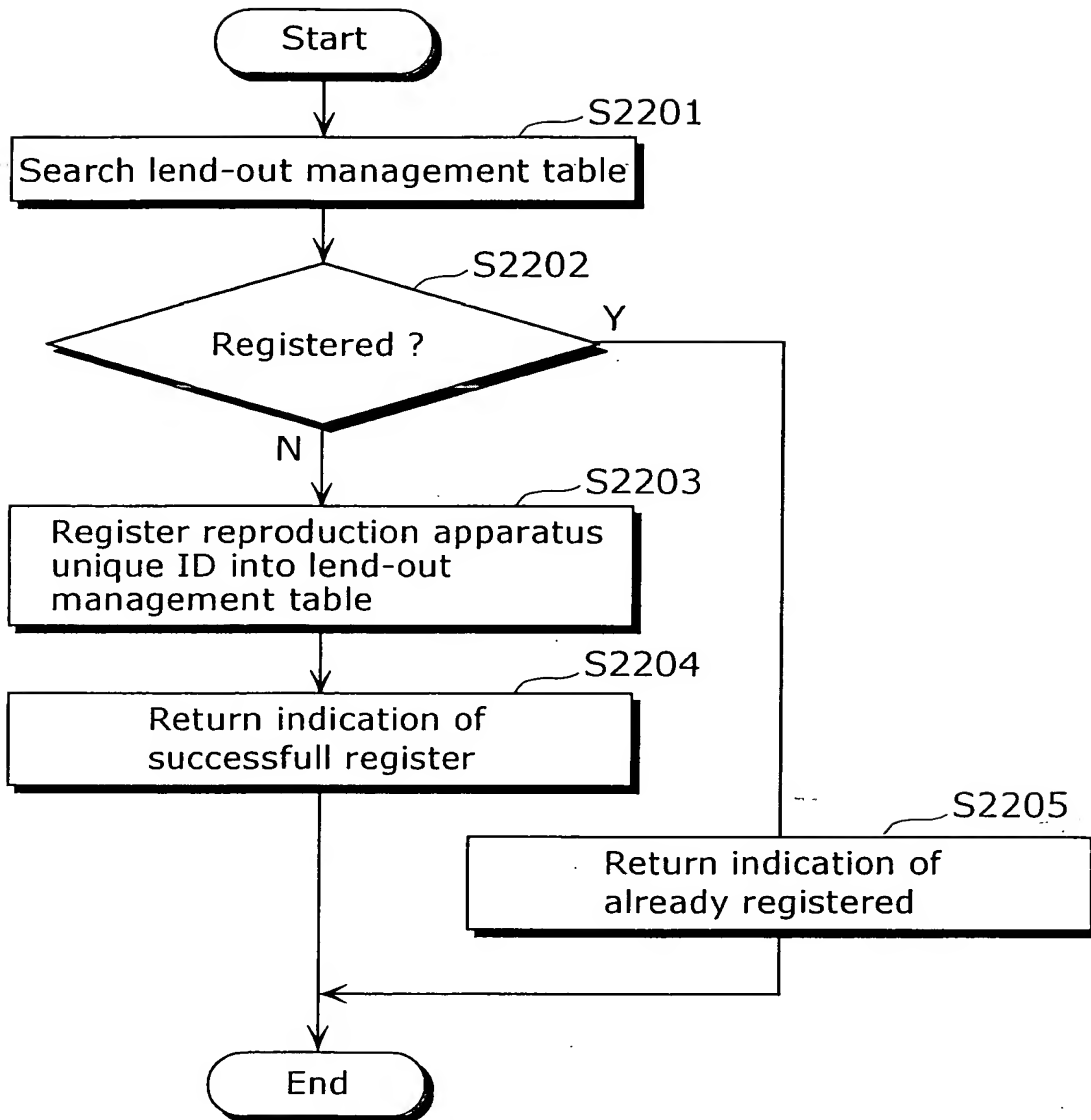 Start
S2201
Search lend-out management table
S2202
Registered ?
Y
N
S2203
Register reproduction apparatus
unique ID into lend-out
management table
S2204
Return indication of
successfull register
S2205
Return indication of
already registered
End